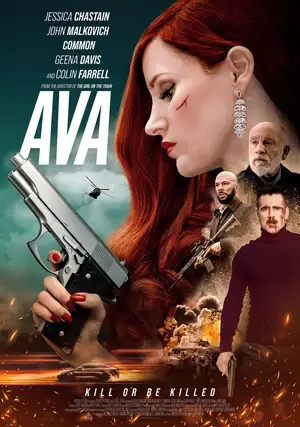 JESSICA CHASTAIN
JOHN MALKOVICH
COMMON
GEENA DAVIS
AND COLIN FARRELL
FROM THE DIRECTOR OF THE GIRL ON THE TRAIN
AVA
KILL OR BE KILLED